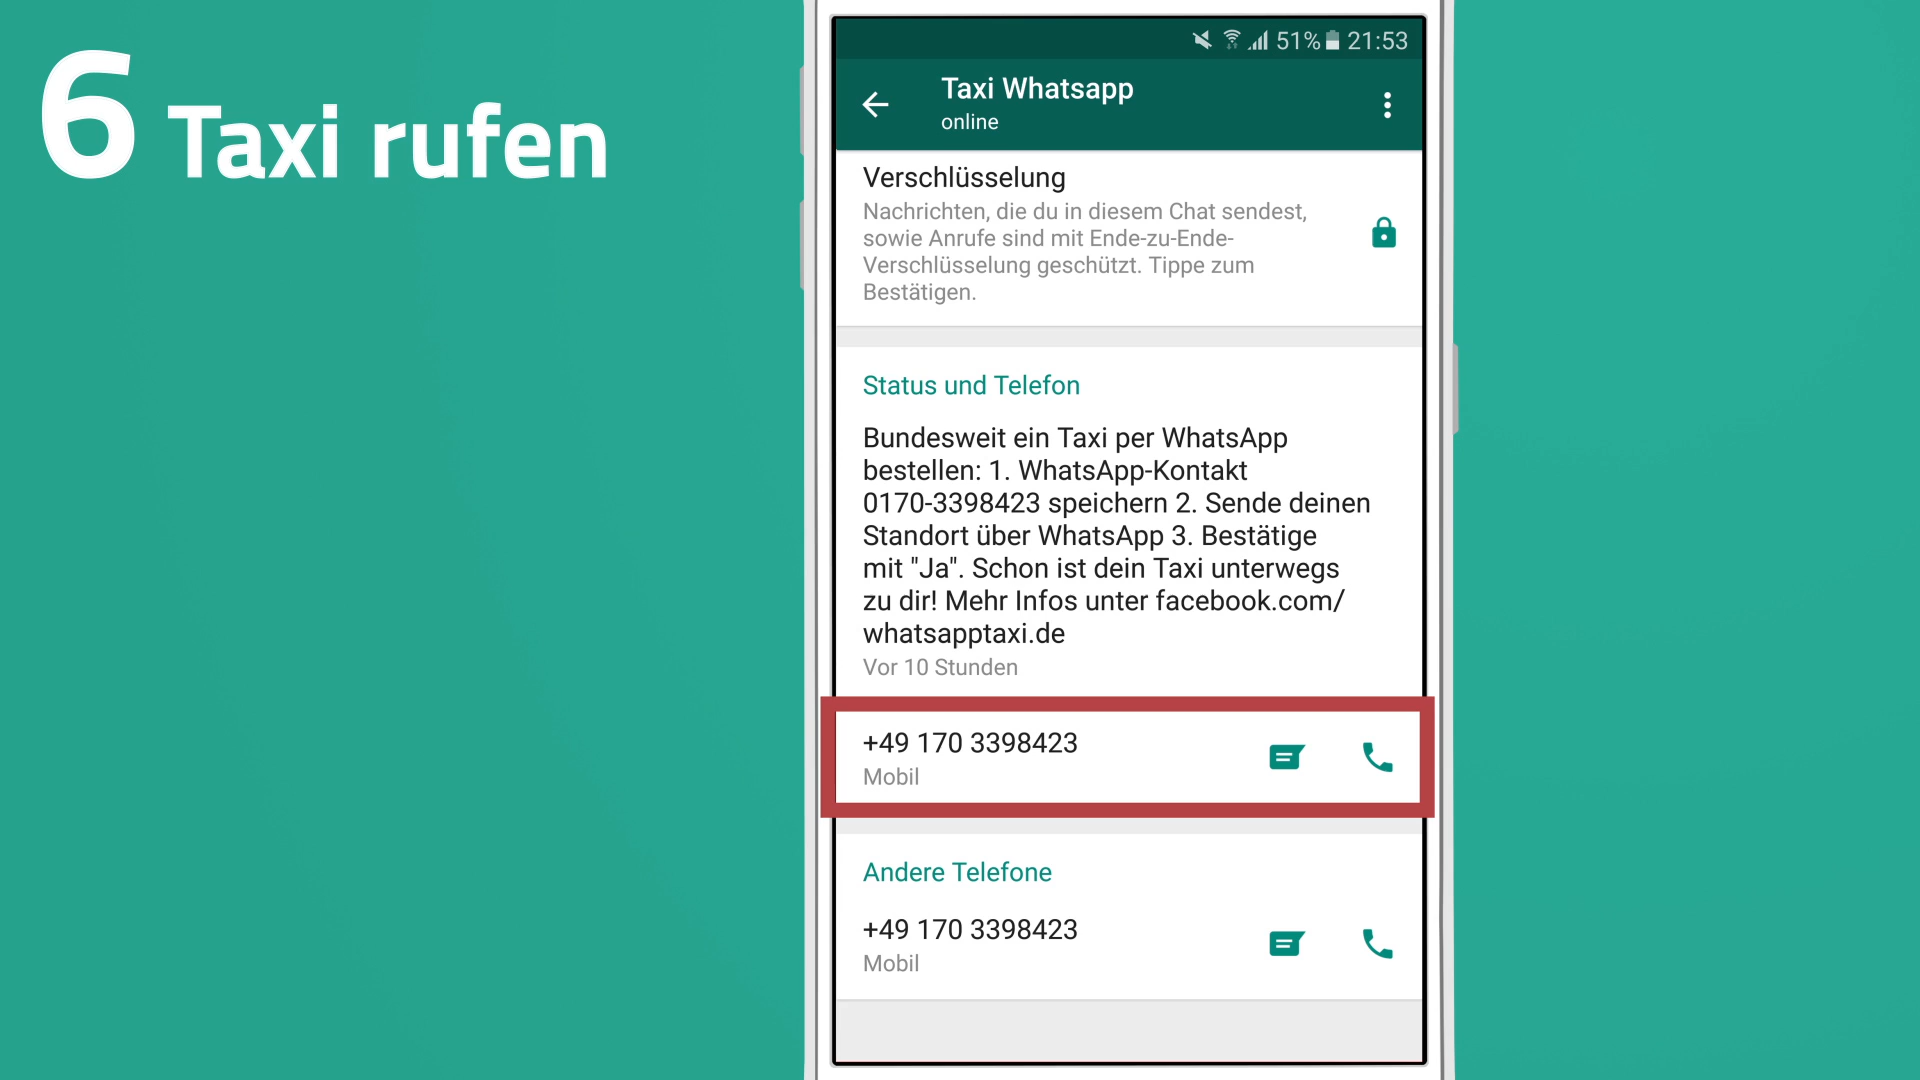 6 Taxi rufen
51% 21:53
Taxi Whatsapp
online
Verschlüsselung
Nachrichten, die du in diesem Chat sendest,
sowie Anrufe sind mit Ende-zu-Ende-
Verschlüsselung geschützt. Tippe zum
Bestätigen.
Status und Telefon
Bundesweit ein Taxi per WhatsApp
bestellen: 1. WhatsApp-Kontakt
0170-3398423 speichern 2. Sende deinen
Standort über WhatsApp 3. Bestätige
mit "Ja". Schon ist dein Taxi unterwegs
zu dir! Mehr Infos unter facebook.com/
whatsapptaxi.de
Vor 10 Stunden
+49 170 3398423
Mobil
Andere Telefone
+49 170 3398423
Mobil